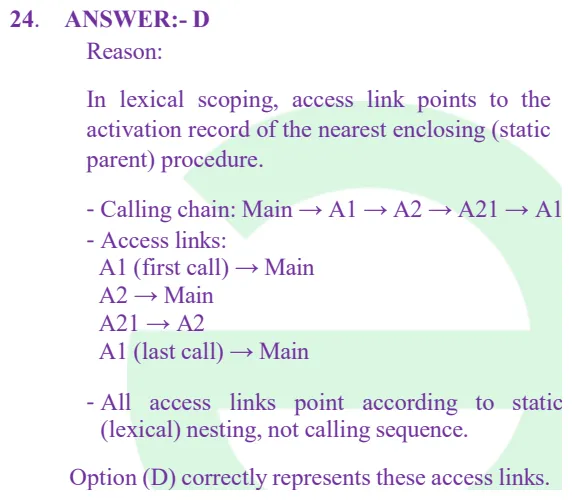 24. ANSWER:- D
Reason:
In lexical scoping, access link points to the
activation record of the nearest enclosing (static
parent) procedure.
- Calling chain: Main → A1 → A2 → A21 → A1
- Access links:
A1 (first call) → Main
A2 → Main
A21 → A2
A1 (last call) → Main
- All access links point according to static
(lexical) nesting, not calling sequence.
Option (D) correctly represents these access links.